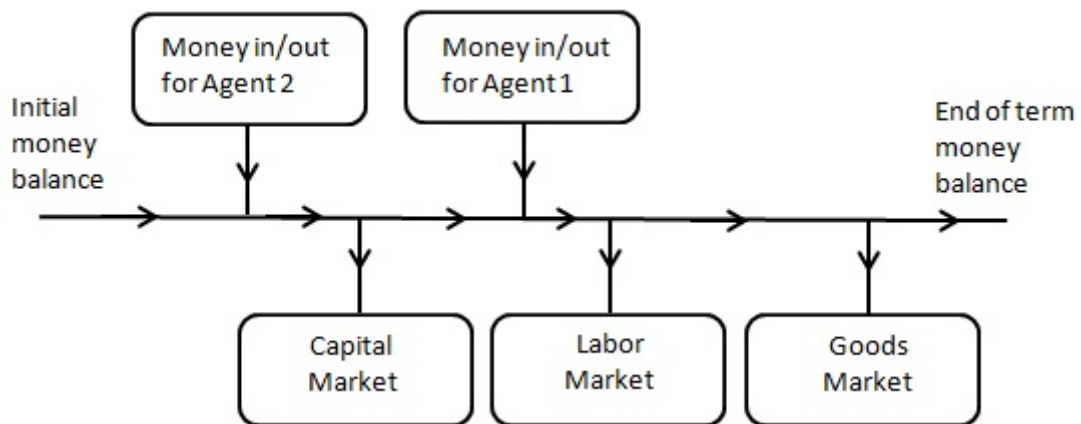 Money in/out
for Agent 2
Money in/out
for Agent 1
Initial
money
balance
End of term
money
balance
Capital
Market
Labor
Market
Goods
Market